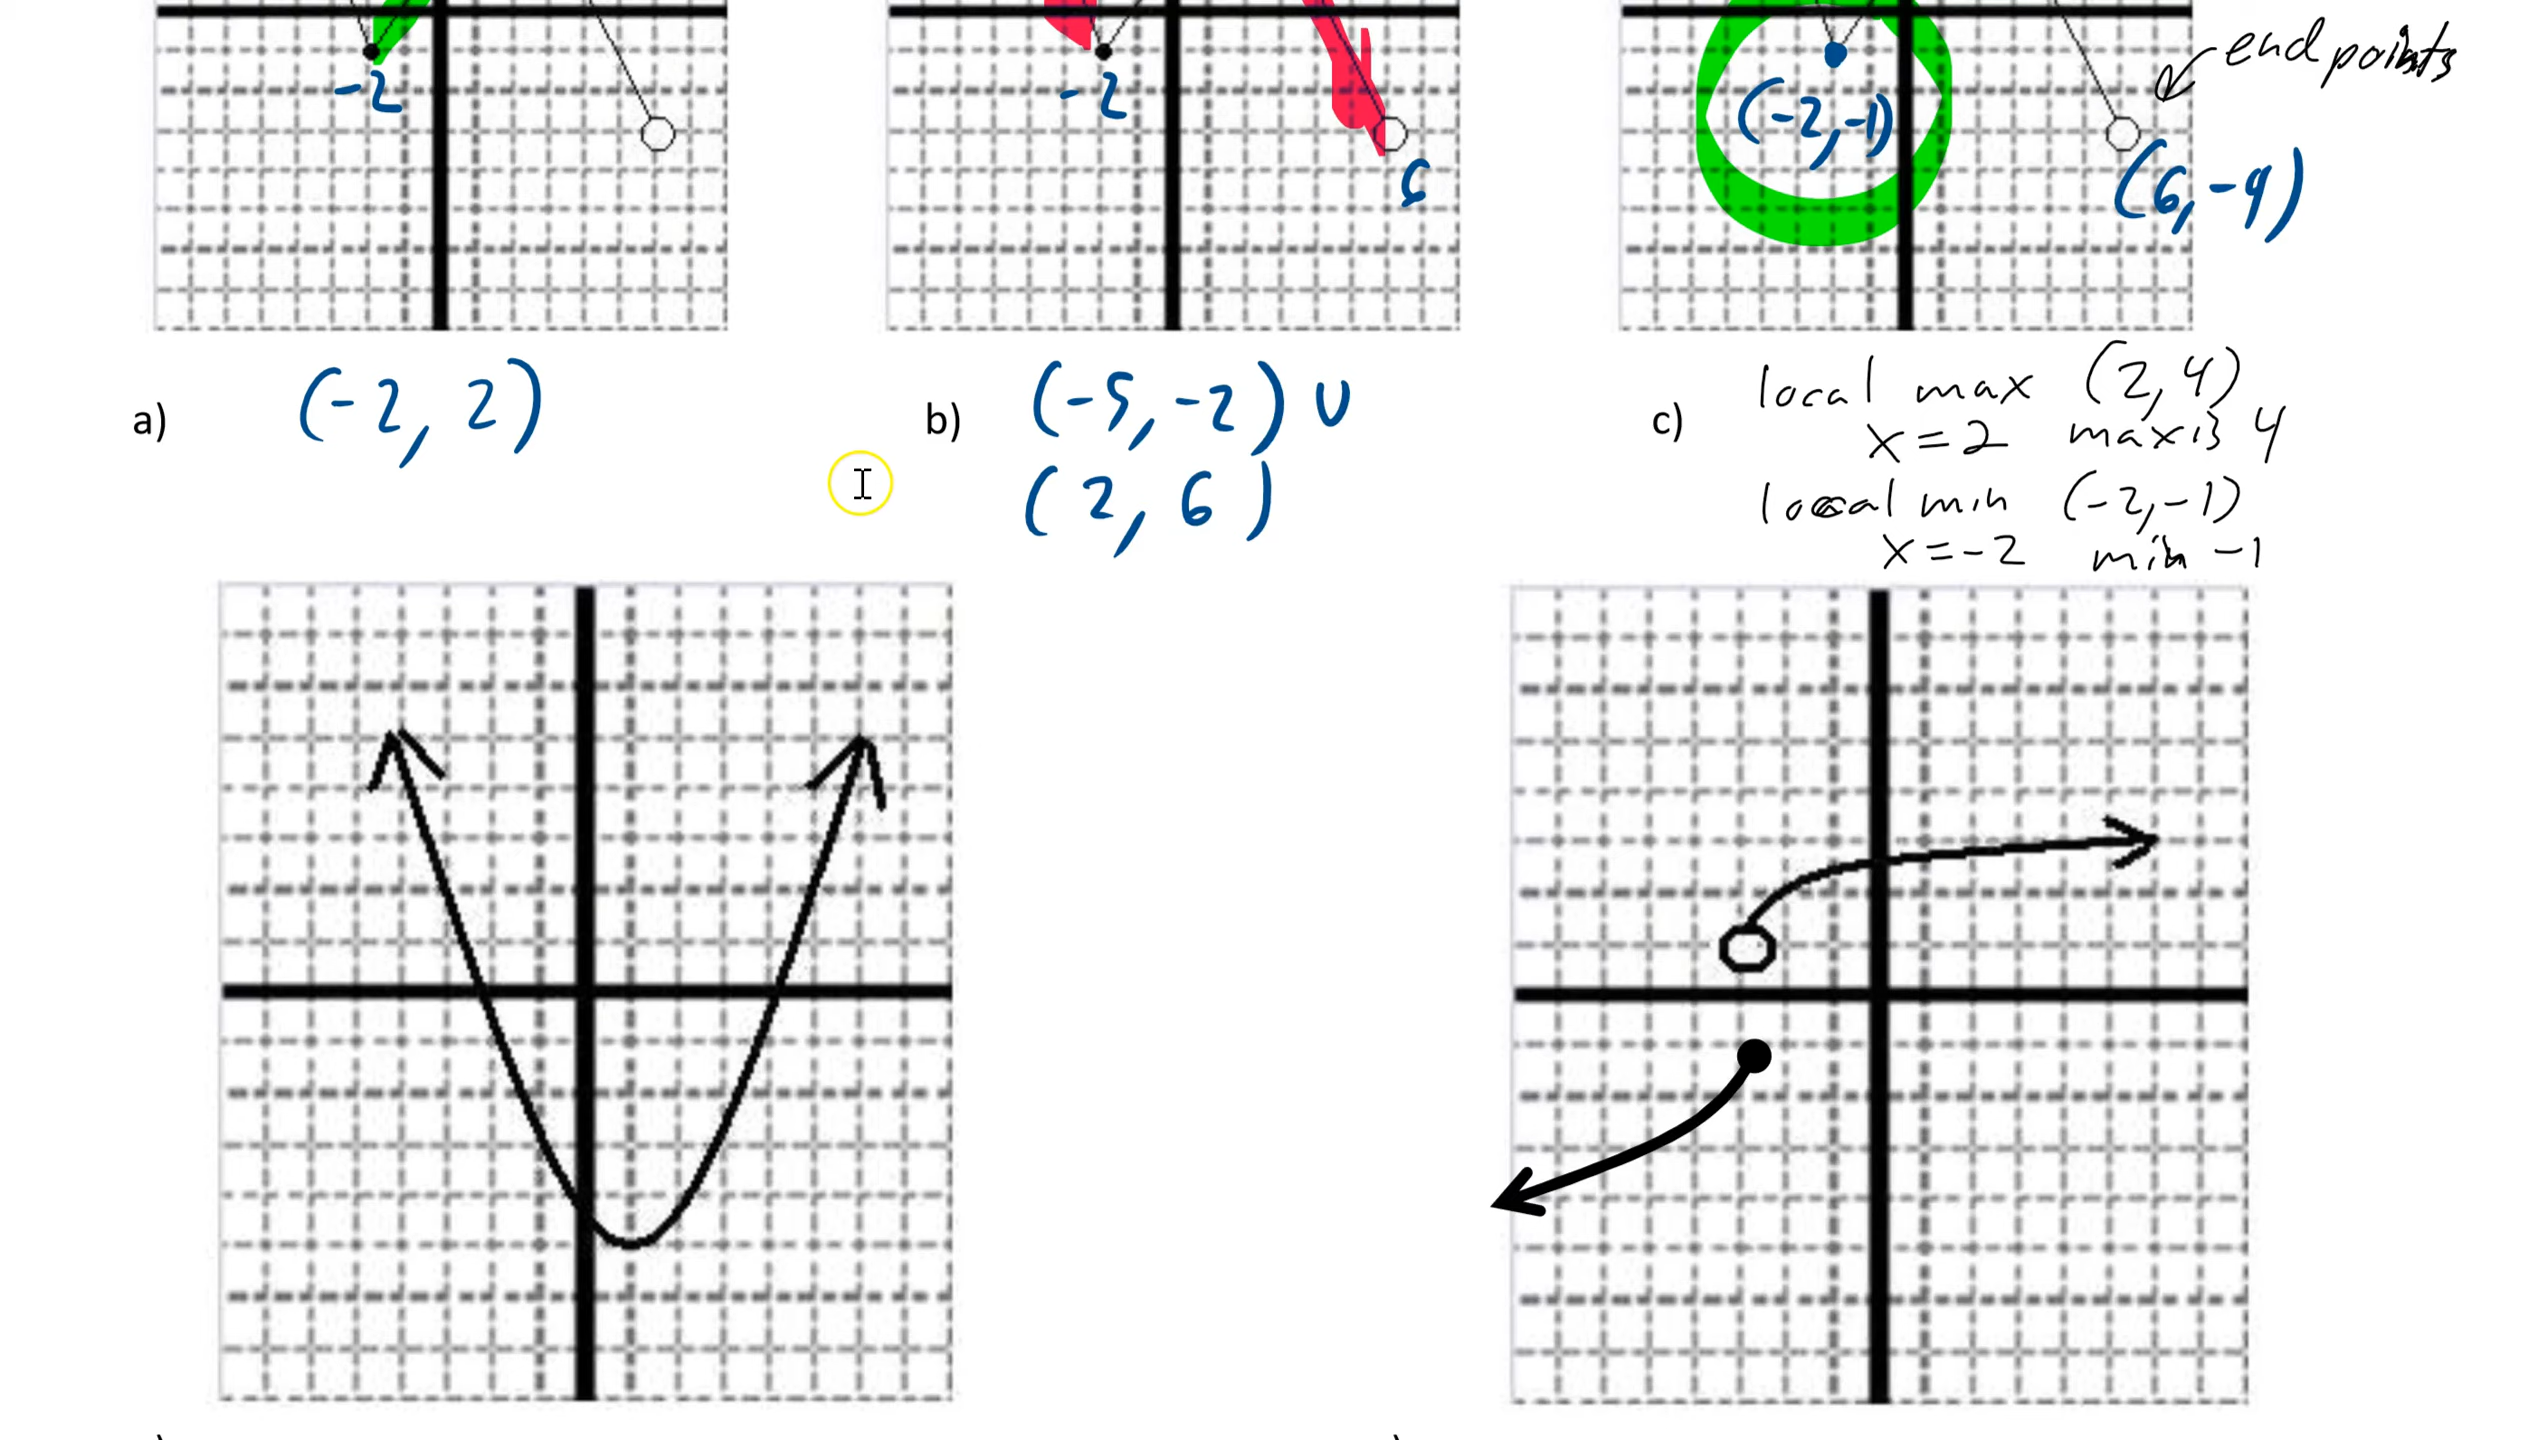 end points
-2
-2
(-2,-1)
6
(6,-4)
a)
(-2, 2)
b)
(-5,-2) U
(2, 6)
c)
local max (2,4)
x=2 max is 4
local min (-2,-1)
x=-2 min -1